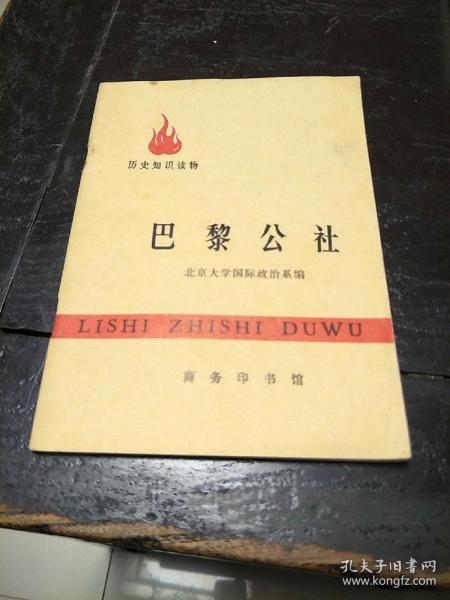 历史知识读物
巴黎公社
北京大学国际政治系编
LISHI ZHISHI DUWU
商务印书馆
孔夫子旧书网
www.kongfz.com